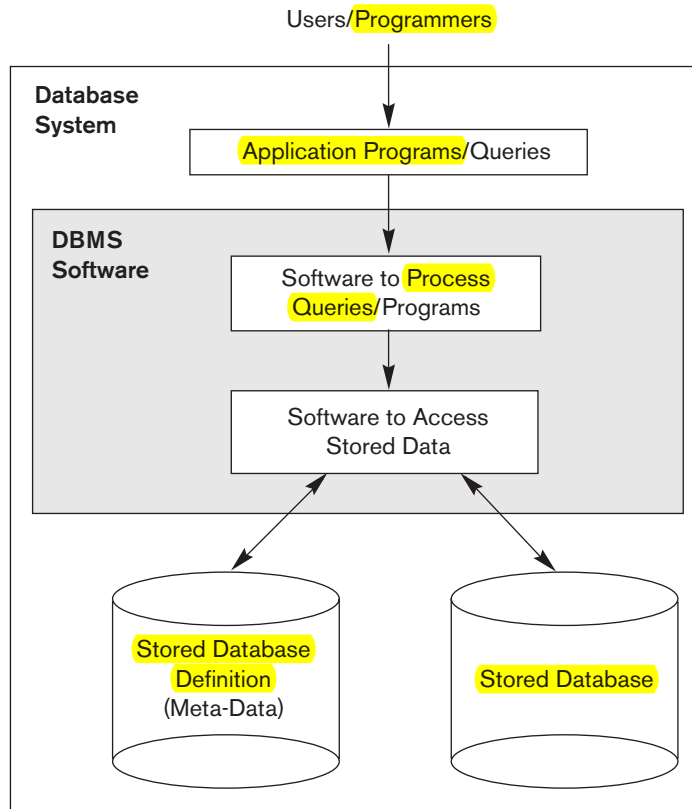 Users/Programmers
Database
System
Application Programs/Queries
DBMS
Software
Software to Process
Queries/Programs
Software to Access
Stored Data
Stored Database
Definition
(Meta-Data)
Stored Database